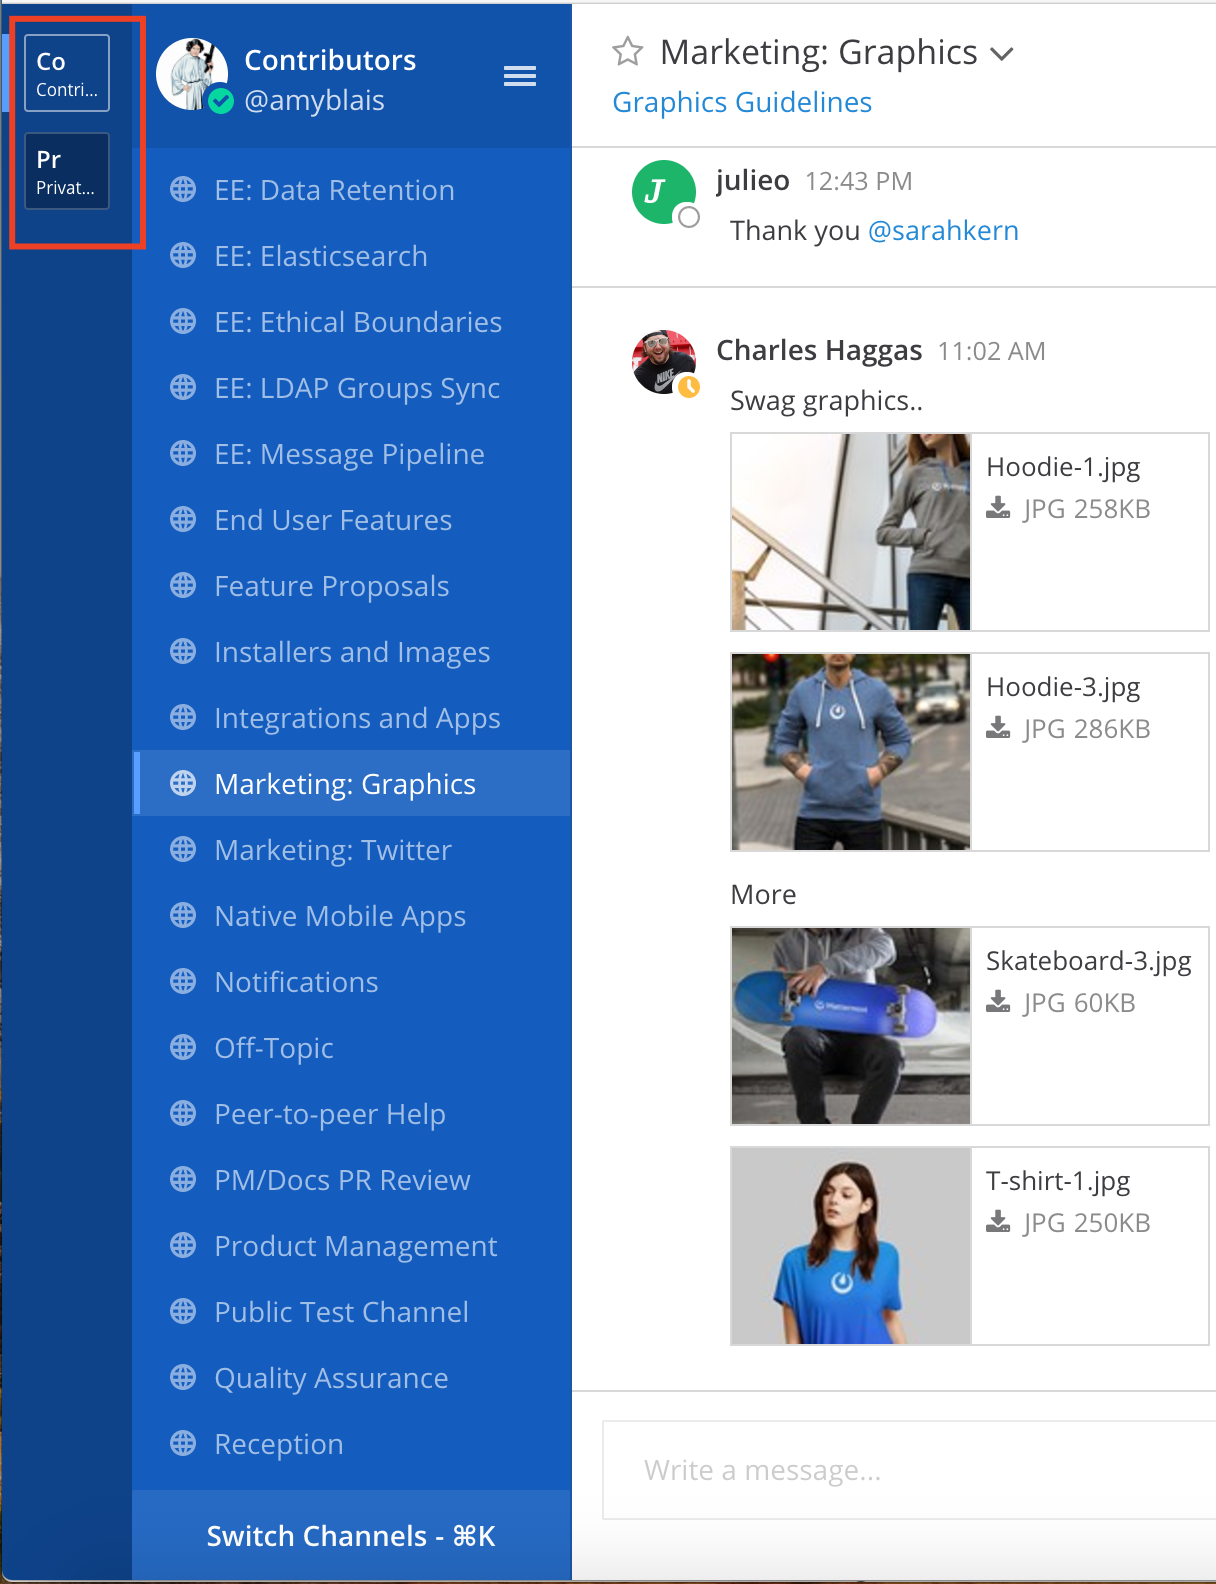 Co
Contri...
Pr
Privat...
Contributors
@amyblais
EE: Data Retention
EE: Elasticsearch
EE: Ethical Boundaries
EE: LDAP Groups Sync
EE: Message Pipeline
End User Features
Feature Proposals
Installers and Images
Integrations and Apps
Marketing: Graphics
Marketing: Twitter
Native Mobile Apps
Notifications
Off-Topic
Peer-to-peer Help
PM/Docs PR Review
Product Management
Public Test Channel
Quality Assurance
Reception
Switch Channels - ⌘K
Marketing: Graphics
Graphics Guidelines
J
julieo 12:43 PM
Thank you @sarahkern
Charles Haggas 11:02 AM
NIKE
Swag graphics..
Hoodie-1.jpg
JPG 258KB
Hoodie-3.jpg
JPG 286KB
More
Mattermost
Skateboard-3.jpg
JPG 60KB
T-shirt-1.jpg
JPG 250KB
Write a message...